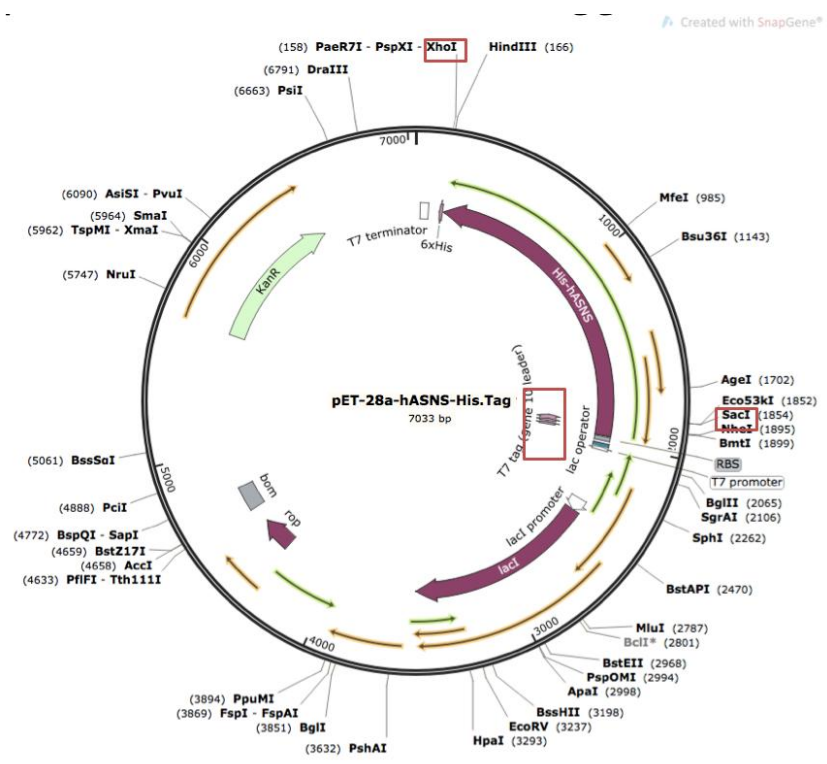 Created with SnapGene®
(158) PaeR7I - PspXI - XhoI
HindIII (166)
(6791) DraIII
(6663) PsiI
7000
(6090) AsiSI - PvuI
(5964) SmaI
(5962) TspMI - XmaI
6000
(5747) NruI
MfeI (985)
1000
Bsu36I (1143)
T7 terminator
6xHis
KanR
His-hASNS
pET-28a-hASNS-His.Tag
7033 bp
T7 tag (gene 10 leader)
lac operator
AgeI (1702)
Eco53kI (1852)
SacI (1854)
NheI (1895)
BmtI (1899)
2000
RBS
T7 promoter
BglII (2065)
SgrAI (2106)
SphI (2262)
BstAPI (2470)
(5061) BssSαI
5000
(4888) PciI
(4772) BspQI - SapI
(4659) BstZ17I
(4658) AccI
(4633) PflFI - Tth111I
bom
rop
lacI promoter
lacI
MluI (2787)
BclI* (2801)
3000
BstEII (2968)
PspOMI (2994)
ApaI (2998)
BssHII (3198)
EcoRV (3237)
HpaI (3293)
4000
(3894) PpuMI
(3869) FspI - FspAI
(3851) BglI
(3632) PshAI